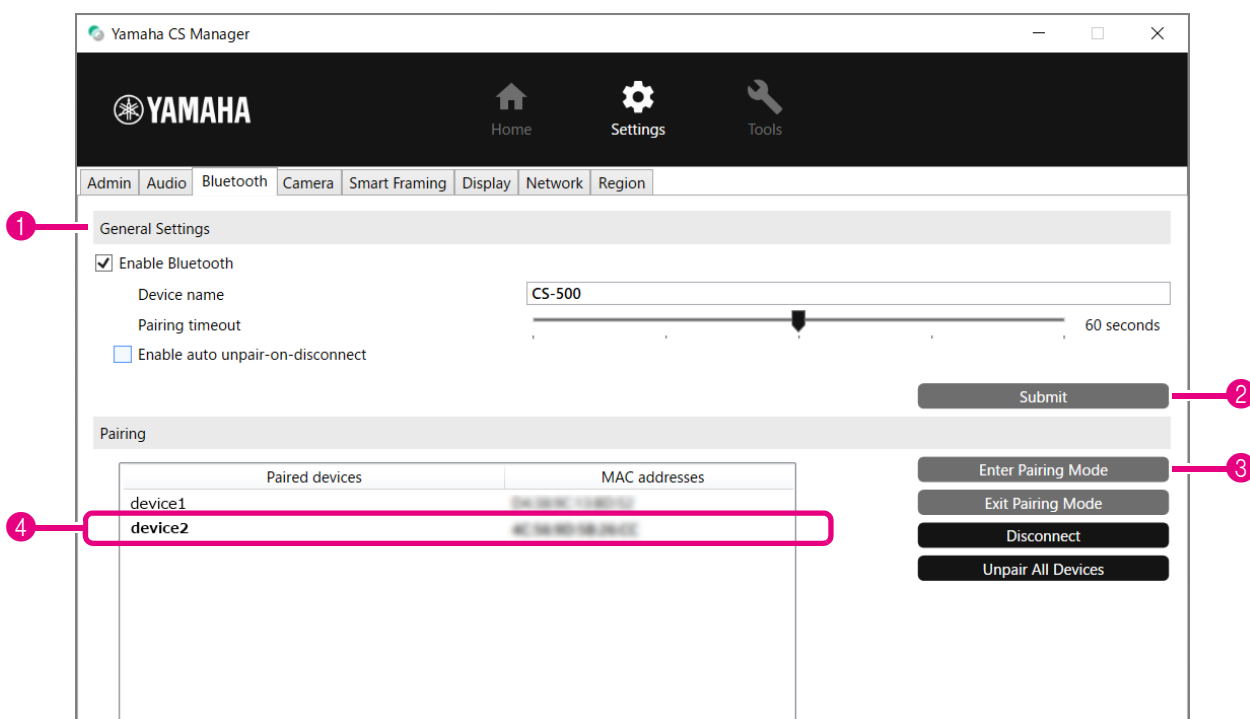 Yamaha CS Manager
YAMAHA
Home Settings Tools
Admin Audio Bluetooth Camera Smart Framing Display Network Region
1
General Settings
Enable Bluetooth
Device name CS-500
Pairing timeout 60 seconds
Enable auto unpair-on-disconnect
Submit 2
Pairing
Paired devices MAC addresses Enter Pairing Mode 3
device1 Exit Pairing Mode
4 device2 Disconnect
Unpair All Devices